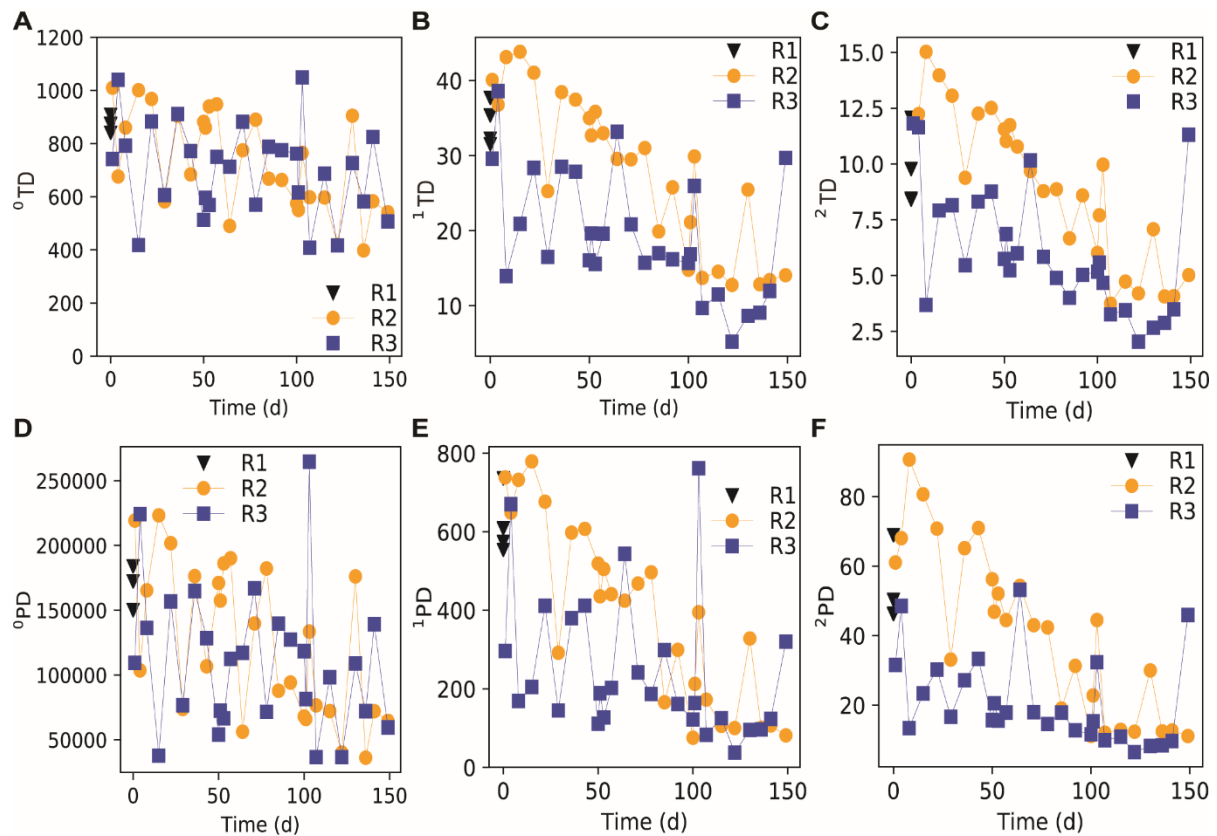 A
1200
1000
800
600
400
200
0
⁰TD
R1
R2
R3
0 50 100 150
Time (d)
B
40
30
20
10
¹TD
R1
R2
R3
0 50 100 150
Time (d)
C
15.0
12.5
10.0
7.5
5.0
2.5
²TD
R1
R2
R3
0 50 100 150
Time (d)
D
250000
200000
150000
100000
50000
⁰PD
R1
R2
R3
0 50 100 150
Time (d)
E
800
600
400
200
0
¹PD
R1
R2
R3
0 50 100 150
Time (d)
F
80
60
40
20
²PD
R1
R2
R3
0 50 100 150
Time (d)